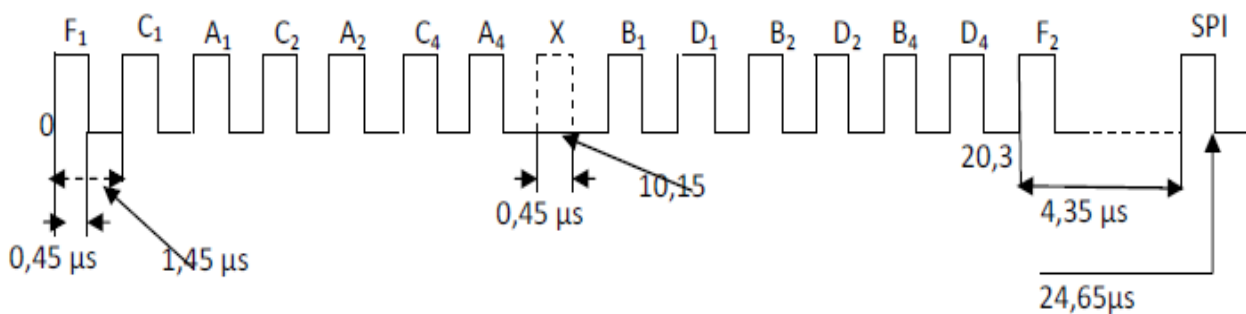 F₁ C₁ A₁ C₂ A₂ C₄ A₄ X B₁ D₁ B₂ D₂ B₄ D₄ F₂ SPI
0
20,3
10,15
0,45 µs 4,35 µs
0,45 µs 1,45 µs
24,65µs